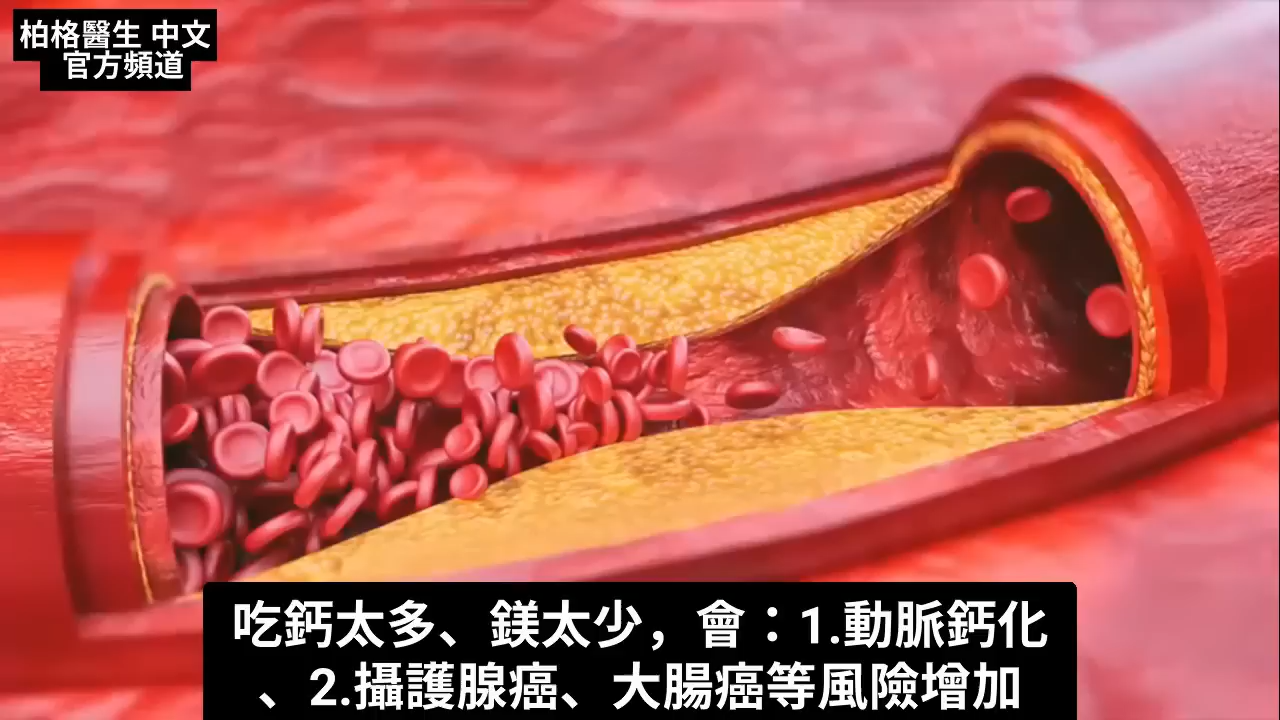 柏格醫生 中文
官方頻道
吃鈣太多、鎂太少，會：1.動脈鈣化
、2.攝護腺癌、大腸癌等風險增加